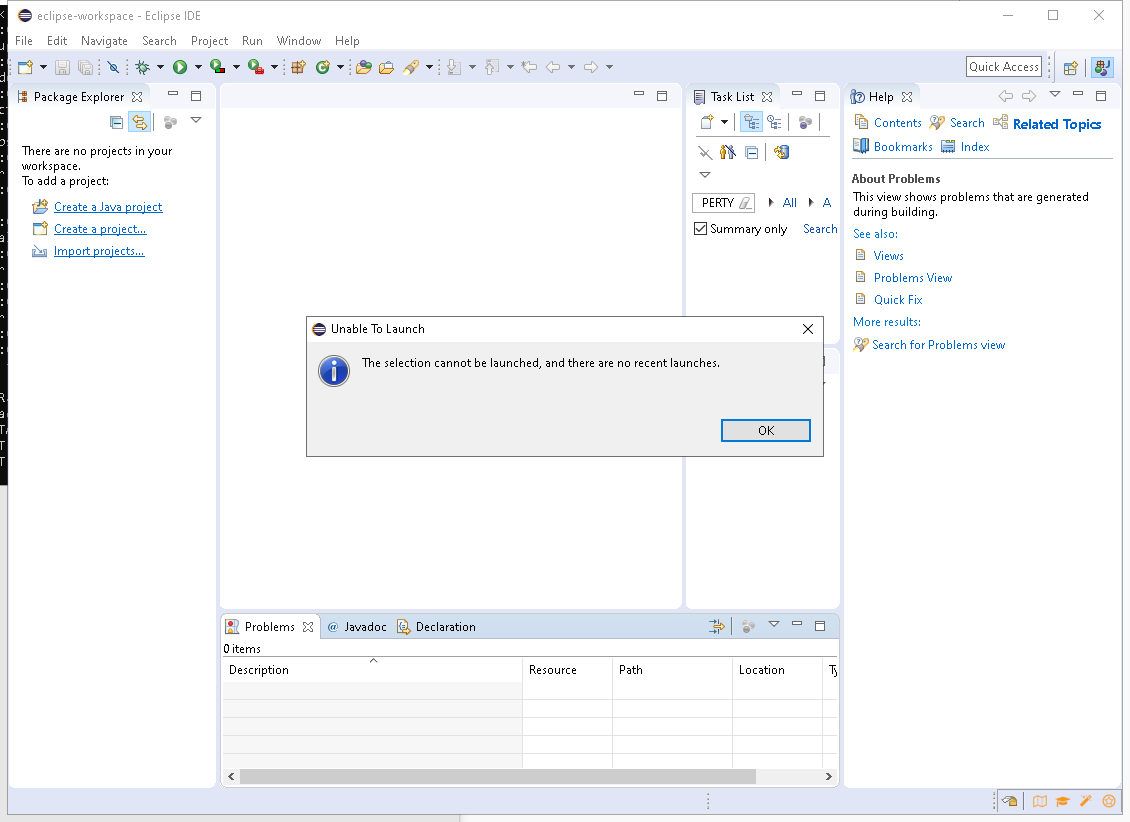 eclipse-workspace - Eclipse IDE
File Edit Navigate Search Project Run Window Help
Quick Access
Package Explorer
There are no projects in your
workspace.
To add a project:
Create a Java project
Create a project...
Import projects...
Task List
PERTY All A
Summary only Search
Help
Contents Search Related Topics
Bookmarks Index
About Problems
This view shows problems that are generated
during building.
See also:
Views
Problems View
Quick Fix
More results:
Search for Problems view
Unable To Launch
The selection cannot be launched, and there are no recent launches.
OK
Problems @ Javadoc Declaration
0 items
Description Resource Path Location Ty